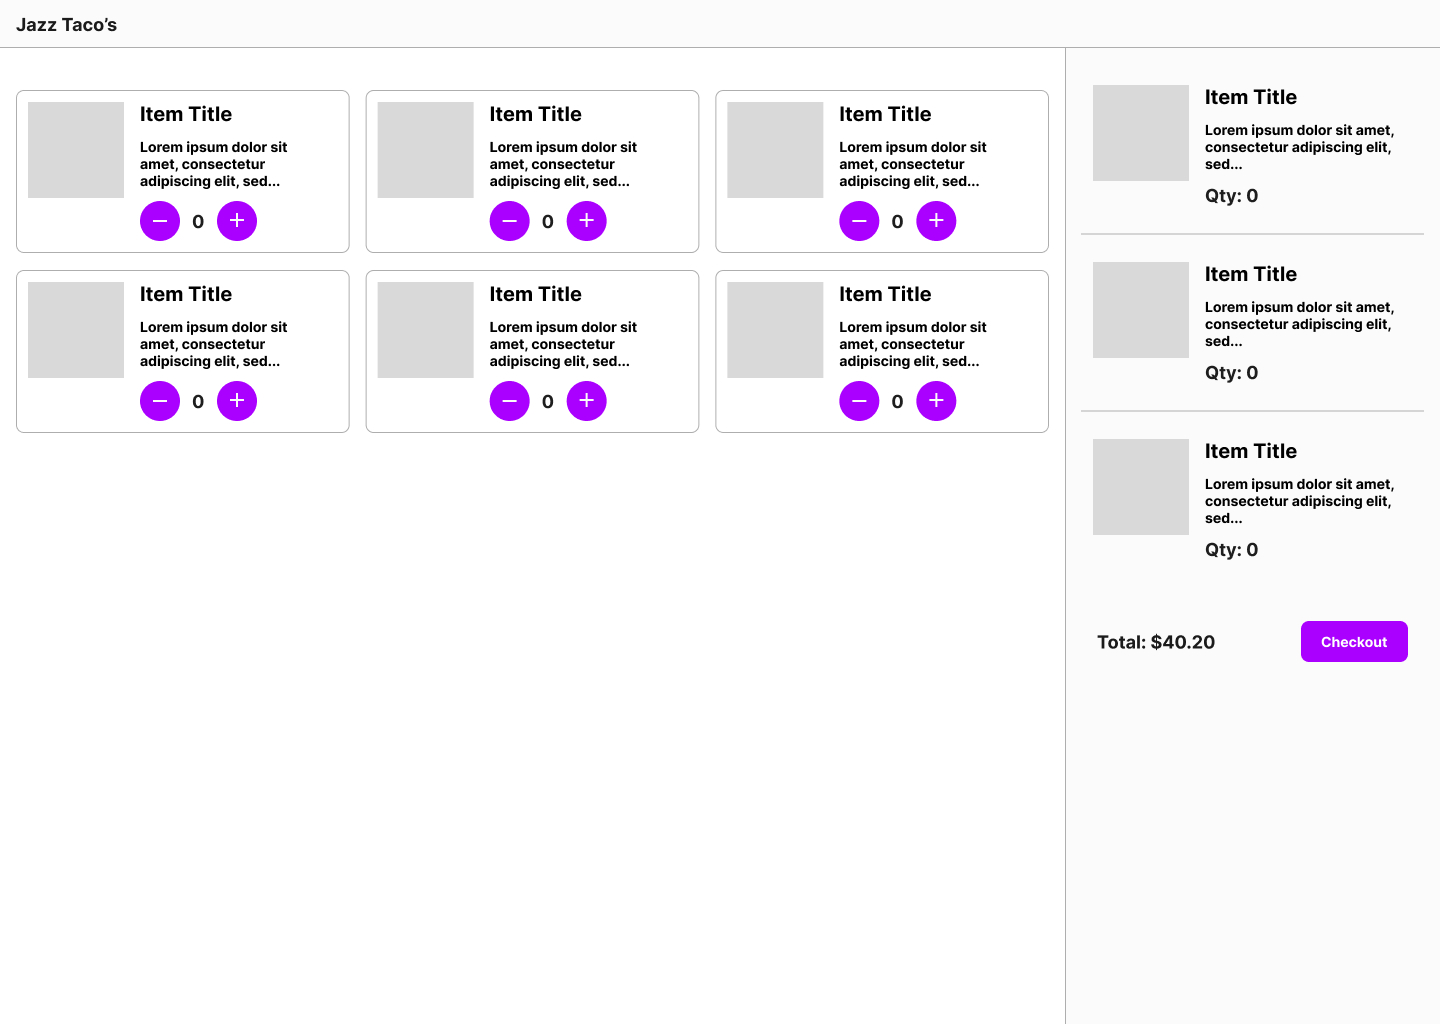 Jazz Taco’s
Item Title
Lorem ipsum dolor sit
amet, consectetur
adipiscing elit, sed...
− 0 +
Item Title
Lorem ipsum dolor sit
amet, consectetur
adipiscing elit, sed...
− 0 +
Item Title
Lorem ipsum dolor sit
amet, consectetur
adipiscing elit, sed...
− 0 +
Item Title
Lorem ipsum dolor sit
amet, consectetur
adipiscing elit, sed...
− 0 +
Item Title
Lorem ipsum dolor sit
amet, consectetur
adipiscing elit, sed...
− 0 +
Item Title
Lorem ipsum dolor sit
amet, consectetur
adipiscing elit, sed...
− 0 +
Item Title
Lorem ipsum dolor sit amet,
consectetur adipiscing elit,
sed...
Qty: 0
Item Title
Lorem ipsum dolor sit amet,
consectetur adipiscing elit,
sed...
Qty: 0
Item Title
Lorem ipsum dolor sit amet,
consectetur adipiscing elit,
sed...
Qty: 0
Total: $40.20
Checkout